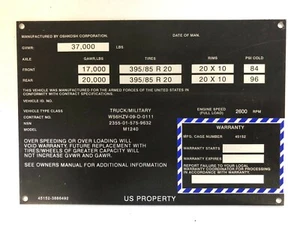 MANUFACTURED BY OSHKOSH CORPORATION. DATE OF MAN.
GVWR: 37,000 LBS
AXLE GAWR/LBS TIRES RIMS PSI COLD
FRONT 17,000 395/85 R 20 20 X 10 84
REAR 20,000 395/85 R 20 20 X 10 96
THIS VEHICLE WAS MANUFACTURED FOR THE ARMED FORCES OF THE UNITED STATES IN
CONFORMITY WITH CONTRACT SPECIFICATIONS.
VEHICLE ID. NO.
VEHICLE TYPE CLASS TRUCK/MILITARY
CONTRACT NO. W56HZV-09-D-0111
NSN 2355-01-575-9932
MODEL M1240
ENGINE SPEED 2600 RPM
(FULL LOAD)
WARRANTY
MFG. CAGE NUMBER 45152
WARRANTY STARTS
WARRANTY EXPIRES
REPORT FAILURE TO YOUR LOCAL
WARRANTY COORDINATOR FOR PROCESSING
IN ACCORDANCE WITH
OVER SPEEDING OR OVER LOADING WILL
VOID WARRANTY. FUTURE REPLACEMENT WITH
TIRES/WHEELS OF GREATER CAPACITY WILL
NOT INCREASE GVWR AND GAWR.
SEE OWNERS MANUAL FOR ADDITIONAL INFORMATION
US PROPERTY